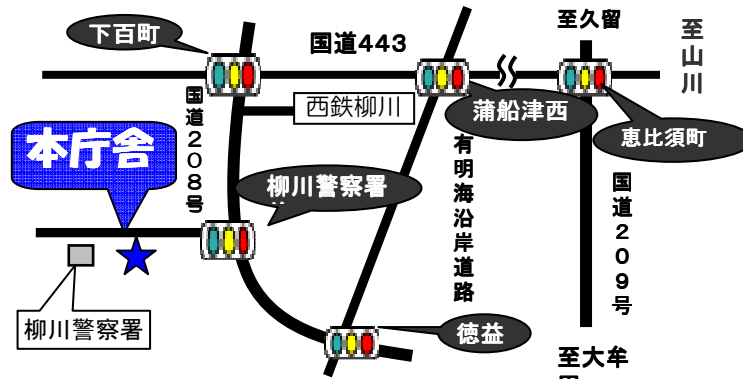 下百町
国道443
至久留
至山川
国道208号
西鉄柳川
蒲船津西
恵比須町
本庁舎
有明海沿岸道路
柳川警察署
国道209号
柳川警察署
徳益
至大牟